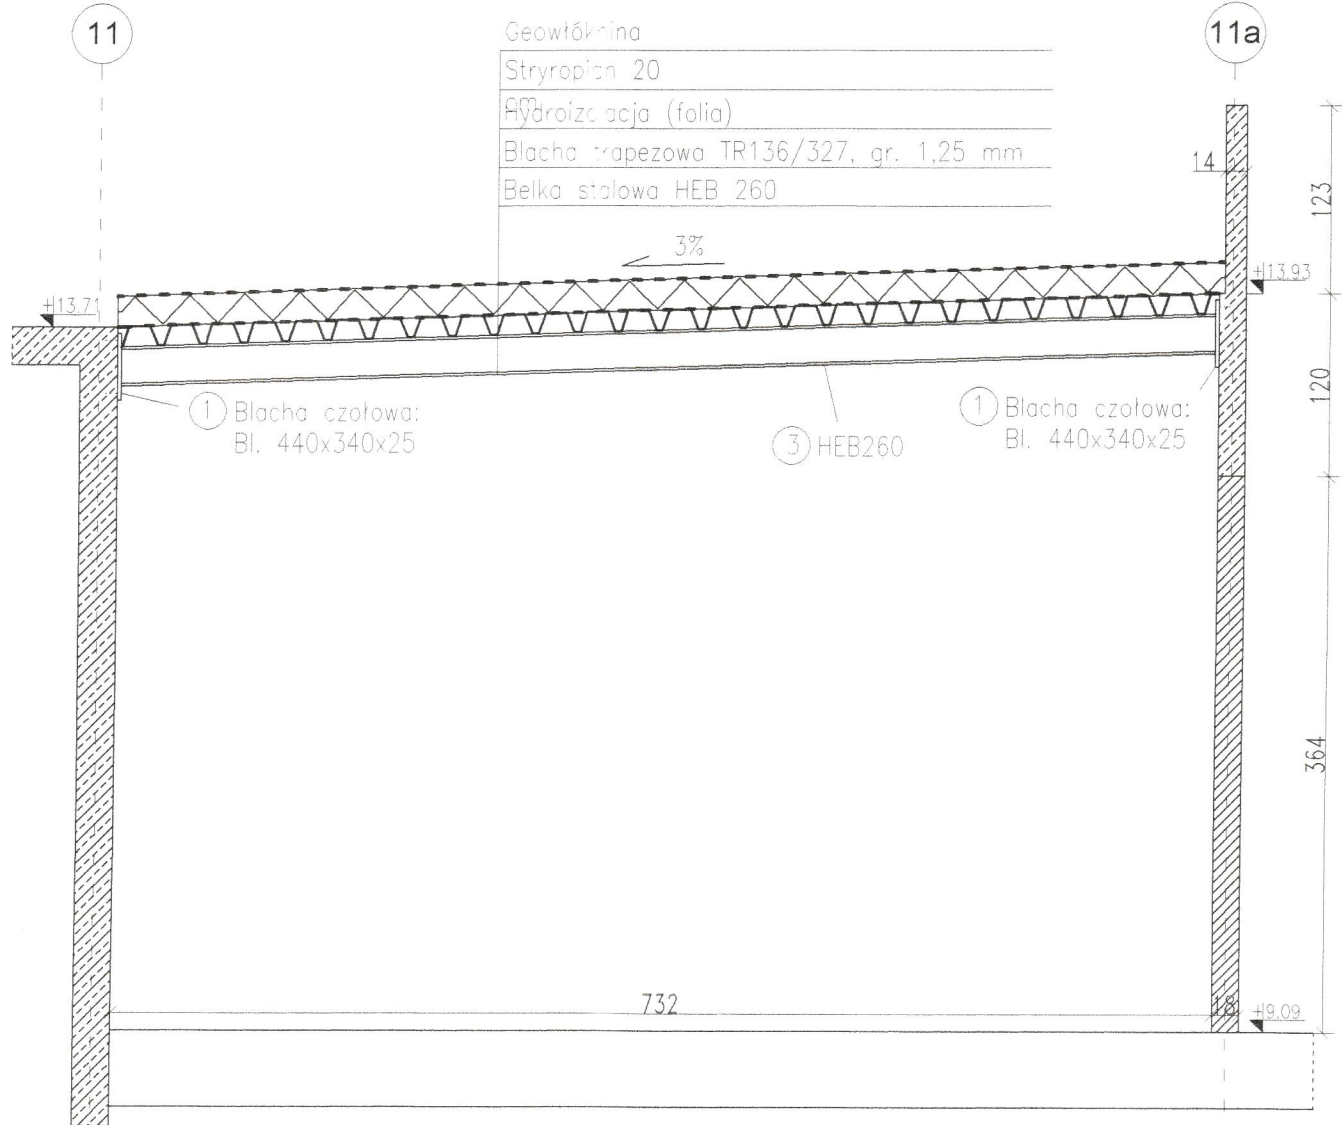 11
11a
Geowłóknina
Styropian 20
cm
Hydroizolacja (folia)
Blacha trapezowa TR136/327, gr. 1,25 mm
Belka stalowa HEB 260
14
123
3%
+13.71
+13.93
120
1 Blacha czołowa:
Bl. 440x340x25
3 HEB260
1 Blacha czołowa:
Bl. 440x340x25
364
732
18
+9.09